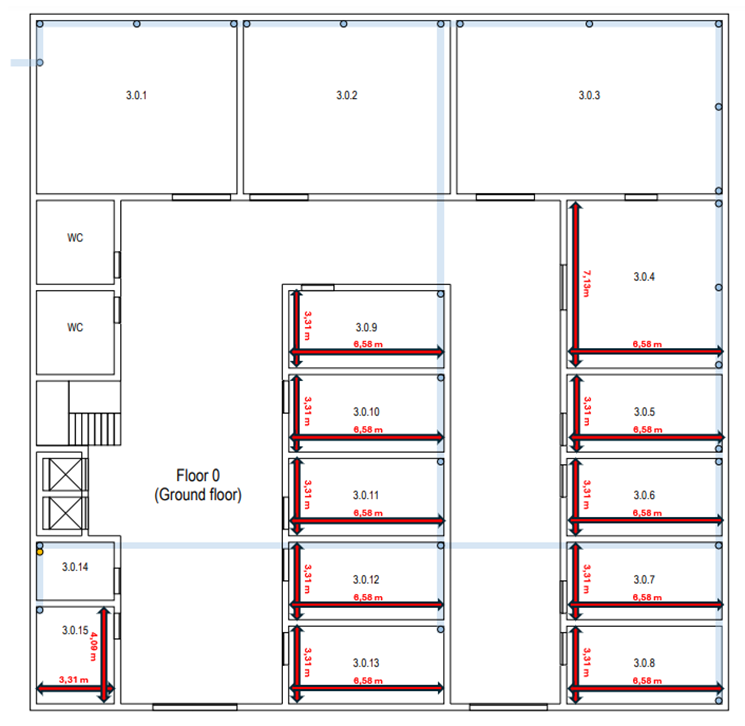 3.0.1
3.0.2
3.0.3
WC
7,13m
3.0.4
WC
3,31 m
3.0.9
6,58 m
6,58 m
3,31 m
3.0.10
6,58 m
3,31 m
3.0.5
6,58 m
Floor 0
(Ground floor)
3,31 m
3.0.11
6,58 m
3,31 m
3.0.6
6,58 m
3.0.14
3,31 m
3.0.12
6,58 m
3,31 m
3.0.7
6,58 m
3.0.15
4,09 m
3,31 m
3,31 m
3.0.13
6,58 m
3,31 m
3.0.8
6,58 m